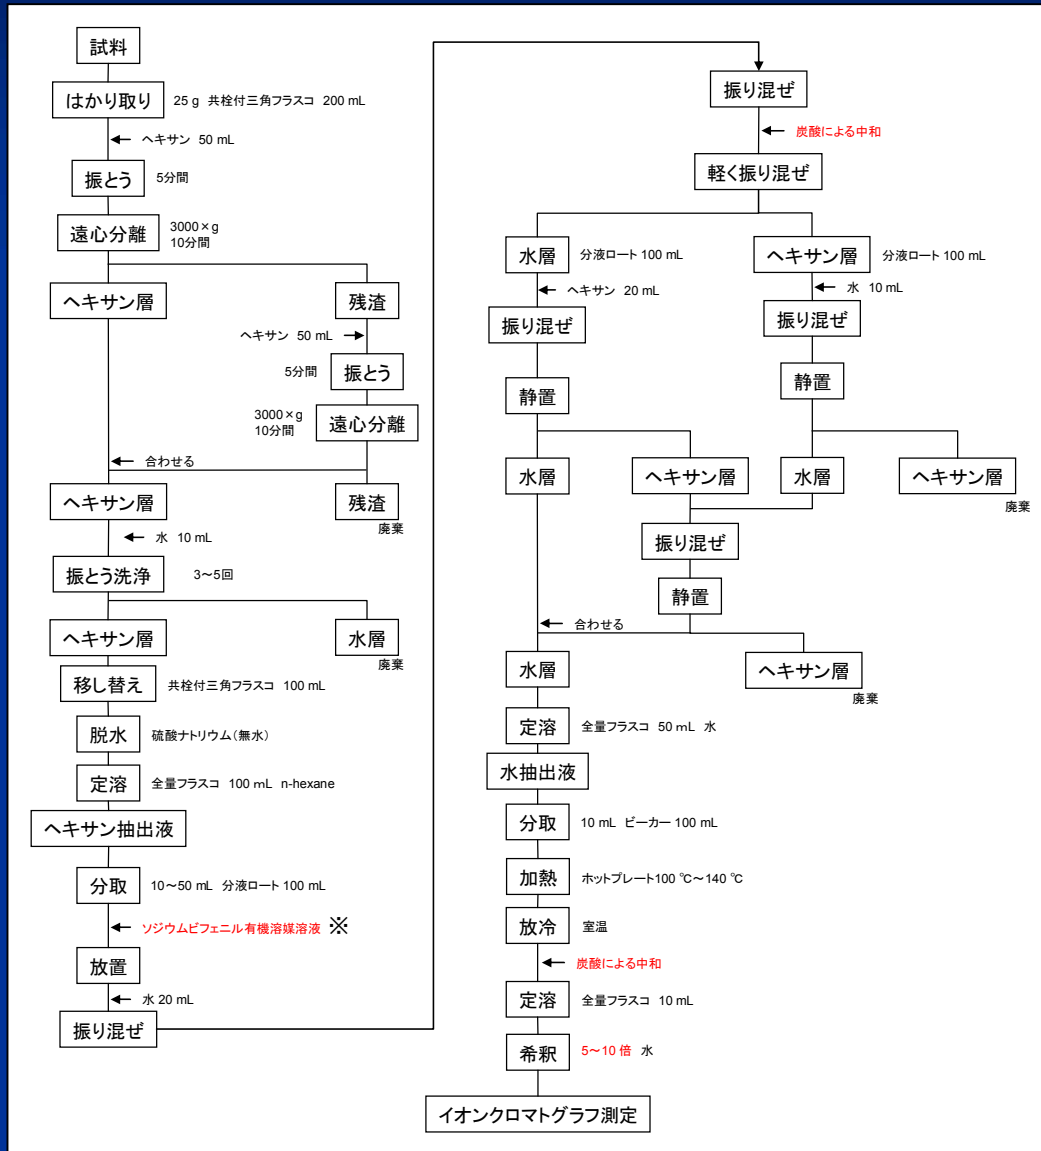 試料
はかり取り
25 g 共栓付三角フラスコ 200 mL
ヘキサン 50 mL
振とう
5分間
遠心分離
3000×g
10分間
ヘキサン層
残渣
ヘキサン 50 mL
5分間
振とう
3000×g
10分間
遠心分離
合わせる
ヘキサン層
残渣
廃棄
水 10 mL
振とう洗浄
3～5回
ヘキサン層
水層
廃棄
移し替え
共栓付三角フラスコ 100 mL
脱水
硫酸ナトリウム(無水)
定溶
全量フラスコ 100 mL n-hexane
ヘキサン抽出液
分取
10～50 mL 分液ロート 100 mL
ソジウムビフェニル有機溶媒溶液 ※
放置
水 20 mL
振り混ぜ
振り混ぜ
炭酸による中和
軽く振り混ぜ
水層
分液ロート 100 mL
ヘキサン層
分液ロート 100 mL
ヘキサン 20 mL
水 10 mL
振り混ぜ
振り混ぜ
静置
静置
水層
ヘキサン層
水層
ヘキサン層
廃棄
振り混ぜ
静置
合わせる
水層
ヘキサン層
廃棄
定溶
全量フラスコ 50 mL 水
水抽出液
分取
10 mL ビーカー 100 mL
加熱
ホットプレート100 ℃～140 ℃
放冷
室温
炭酸による中和
定溶
全量フラスコ 10 mL
希釈
5～10 倍 水
イオンクロマトグラフ測定